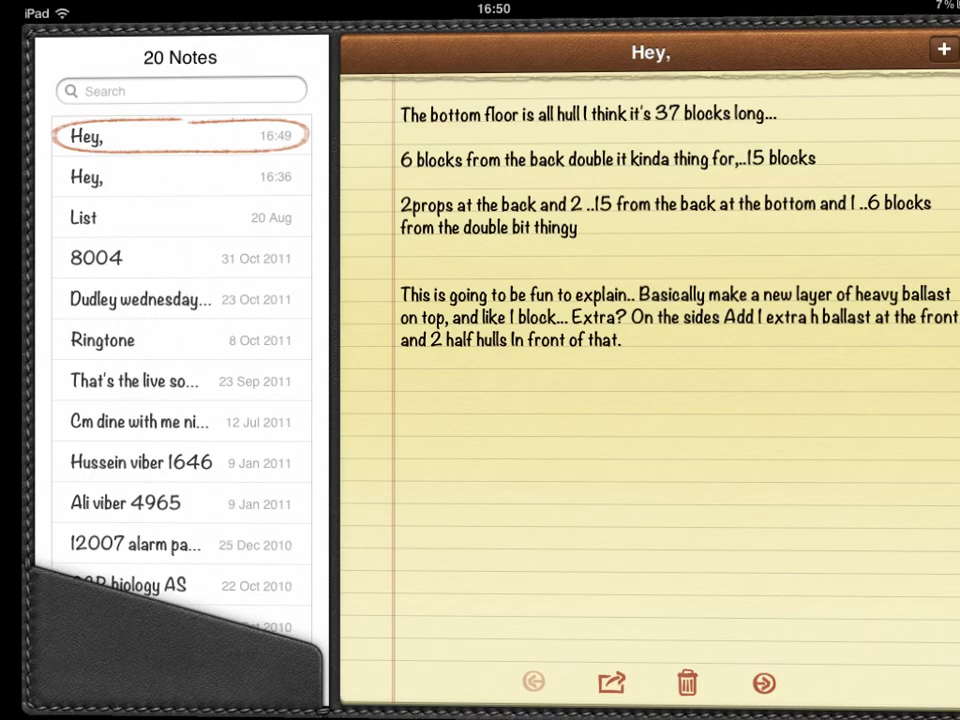 iPad
16:50
7%
20 Notes
Search
Hey, 16:49
Hey, 16:36
List 20 Aug
8004 31 Oct 2011
Dudley wednesday... 23 Oct 2011
Ringtone 8 Oct 2011
That's the live so... 23 Sep 2011
Cm dine with me ni... 12 Jul 2011
Hussein viber 1646 9 Jan 2011
Ali viber 4965 9 Jan 2011
12007 alarm pa... 25 Dec 2010
biology AS 22 Oct 2010
2010
Hey,
+
The bottom floor is all hull I think it's 37 blocks long...
6 blocks from the back double it kinda thing for,..15 blocks
2props at the back and 2 ..15 from the back at the bottom and 1 ..6 blocks
from the double bit thingy
This is going to be fun to explain.. Basically make a new layer of heavy ballast
on top, and like 1 block... Extra? On the sides Add 1 extra h ballast at the front
and 2 half hulls In front of that.